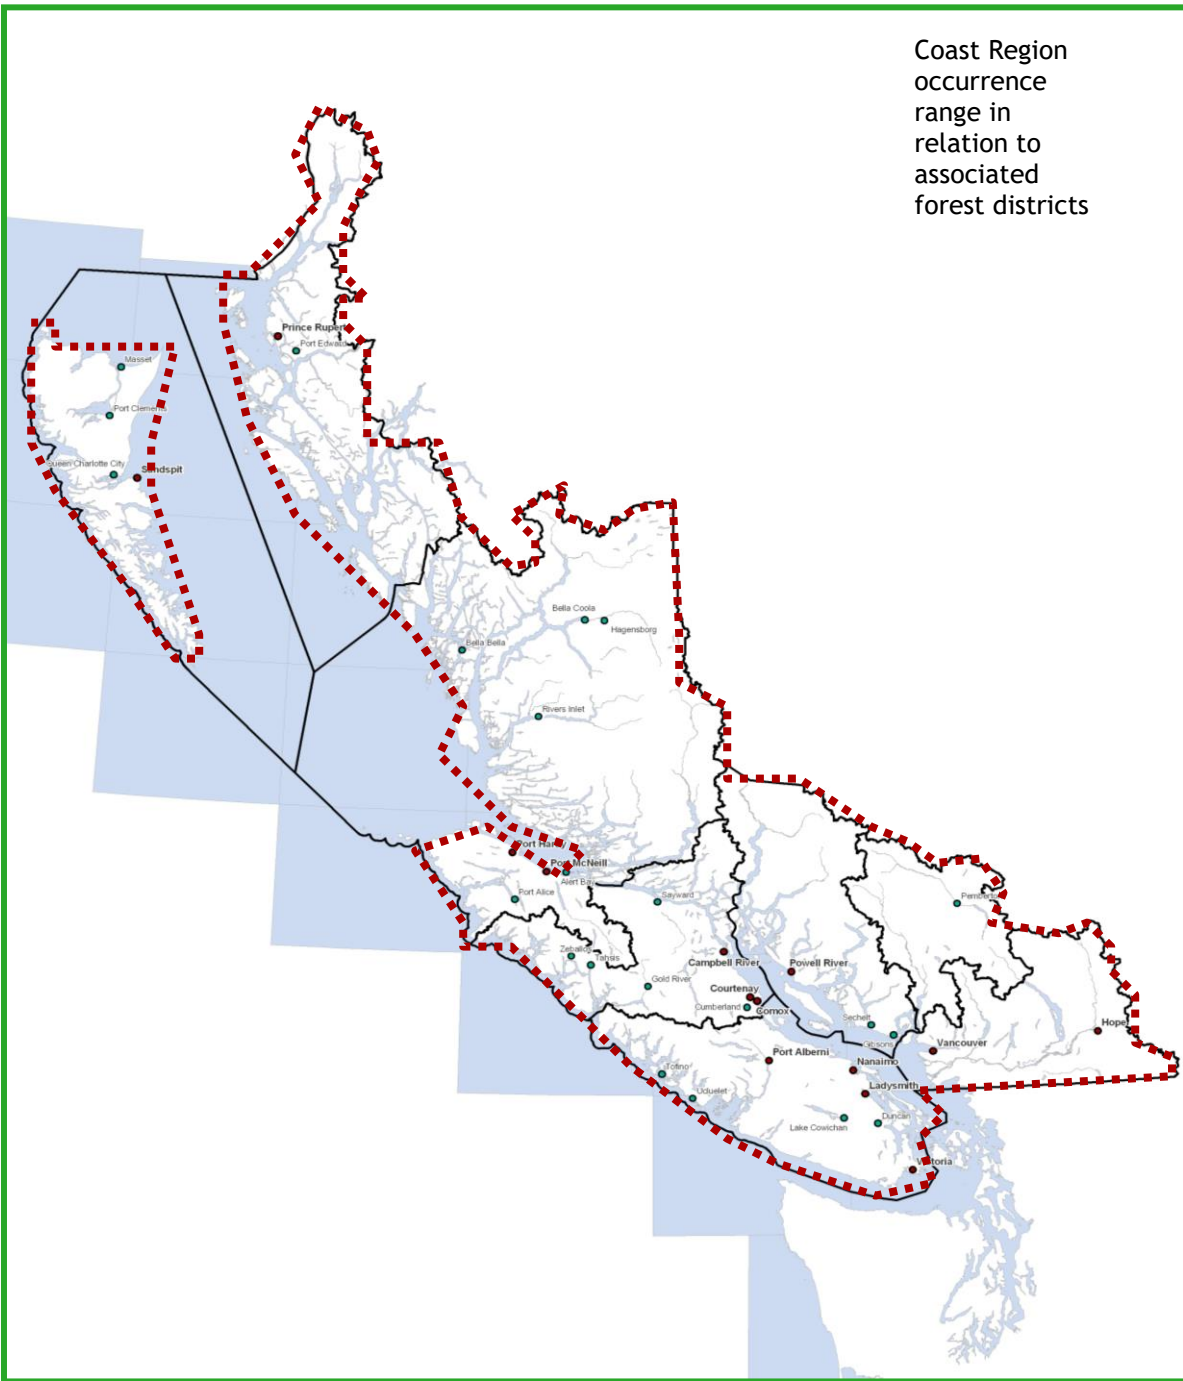 Coast Region
occurrence
range in
relation to
associated
forest districts
Prince Rupert
Port Edward
Masset
Port Clements
Queen Charlotte City
Sandspit
Bella Coola
Hagensborg
Bella Bella
Rivers Inlet
Port Hardy
Port McNeill
Alert Bay
Port Alice
Sayward
Pemberton
Zeballos
Tahsis
Campbell River
Powell River
Gold River
Courtenay
Cumberland
Comox
Sechelt
Gibsons
Hope
Vancouver
Port Alberni
Nanaimo
Tofino
Ladysmith
Ucluelet
Lake Cowichan
Duncan
Victoria